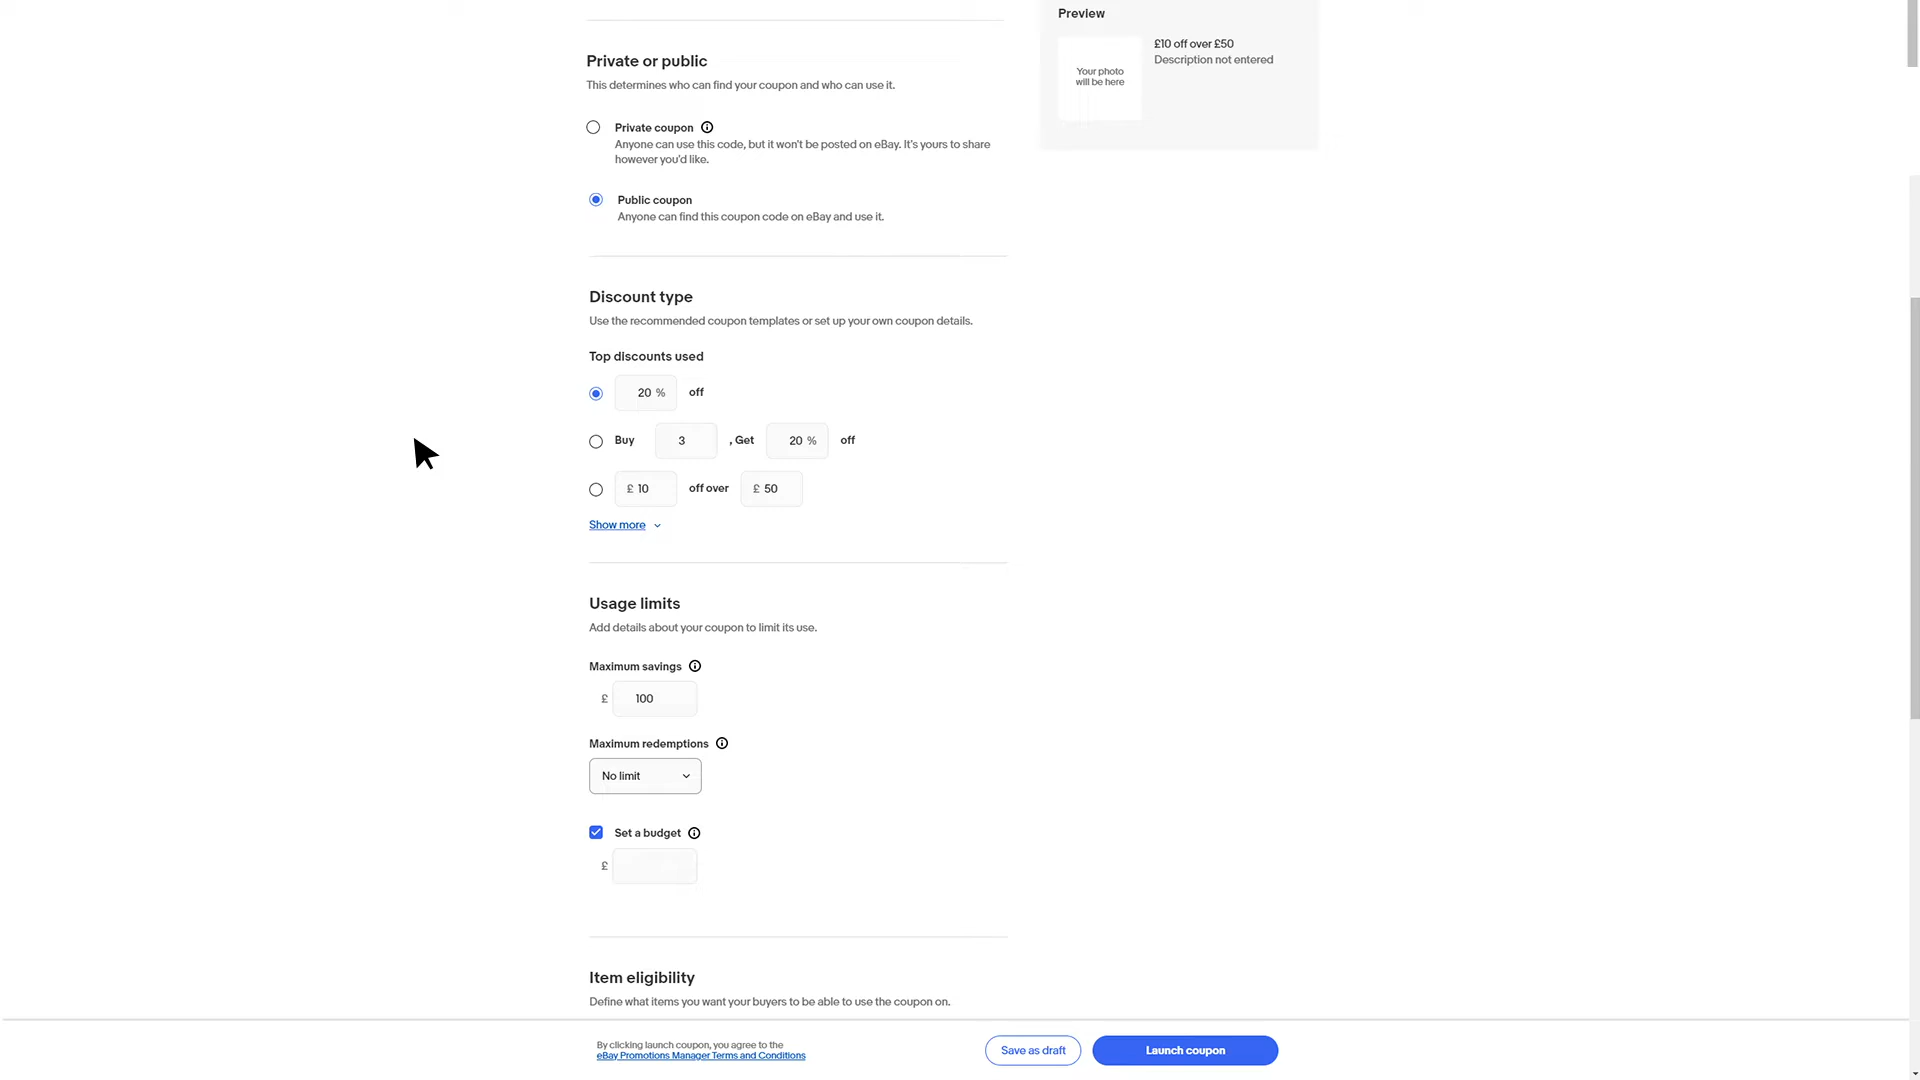 Preview
Your photo
will be here
£10 off over £50
Description not entered
Private or public
This determines who can find your coupon and who can use it.
Private coupon
Anyone can use this code, but it won't be posted on eBay. It's yours to share
however you'd like.
Public coupon
Anyone can find this coupon code on eBay and use it.
Discount type
Use the recommended coupon templates or set up your own coupon details.
Top discounts used
20 % off
Buy 3 , Get 20 % off
£ 10 off over £ 50
Show more
Usage limits
Add details about your coupon to limit its use.
Maximum savings
£ 100
Maximum redemptions
No limit
Set a budget
£
Item eligibility
Define what items you want your buyers to be able to use the coupon on.
By clicking launch coupon, you agree to the
eBay Promotions Manager Terms and Conditions
Save as draft
Launch coupon